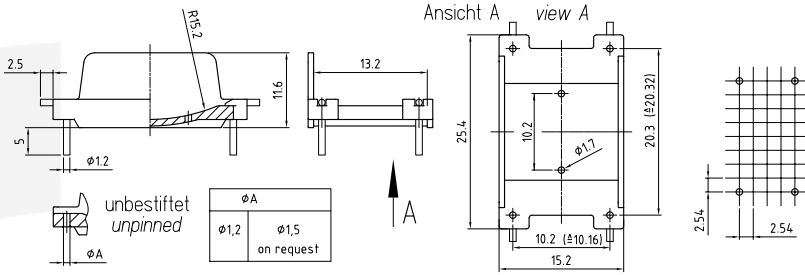 Ansicht A view A
R15.2
2.5
11.6
5
φ1.2
13.2
A
25.4
10.2
φ1.7
20.3 (≙20.32)
10.2 (≙10.16)
15.2
2.54
2.54
unbestiftet
unpinned
φA
φA
φ1,2 φ1,5
on request